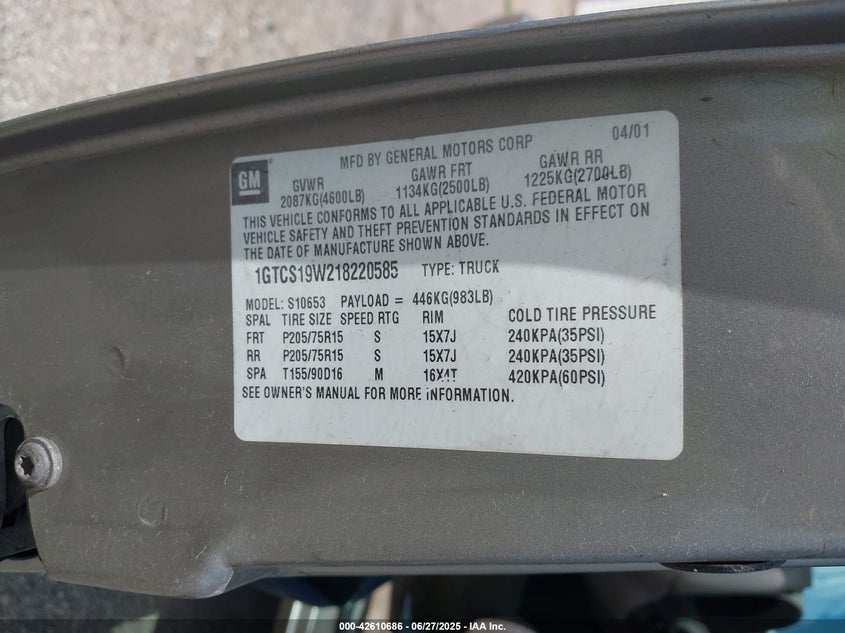 04/01
MFD BY GENERAL MOTORS CORP
GM
GVWR GAWR FRT GAWR RR
2087KG(4600LB) 1134KG(2500LB) 1225KG(2700LB)
THIS VEHICLE CONFORMS TO ALL APPLICABLE U.S. FEDERAL MOTOR
VEHICLE SAFETY AND THEFT PREVENTION STANDARDS IN EFFECT ON
THE DATE OF MANUFACTURE SHOWN ABOVE.
1GTCS19W218220585 TYPE: TRUCK
MODEL: S10653 PAYLOAD = 446KG(983LB)
SPAL TIRE SIZE SPEED RTG RIM COLD TIRE PRESSURE
FRT P205/75R15 S 15X7J 240KPA(35PSI)
RR P205/75R15 S 15X7J 240KPA(35PSI)
SPA T155/90D16 M 16X4T 420KPA(60PSI)
SEE OWNER'S MANUAL FOR MORE INFORMATION.
000-42610686 - 06/27/2025 - IAA Inc.